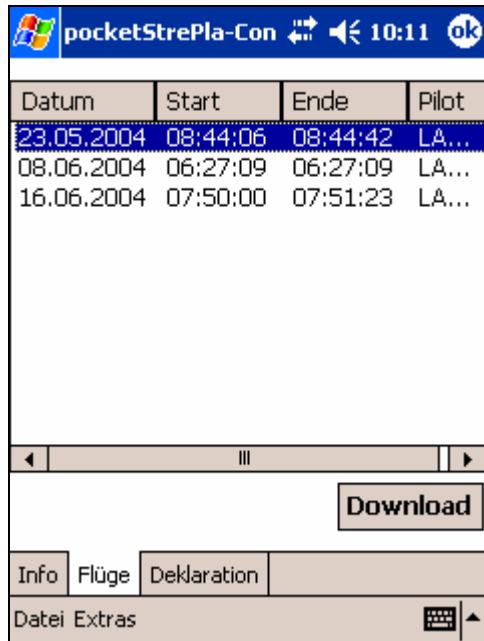 pocketStrePla-Con 10:11 ok
Datum Start Ende Pilot
23.05.2004 08:44:06 08:44:42 LA...
08.06.2004 06:27:09 06:27:09 LA...
16.06.2004 07:50:00 07:51:23 LA...
Download
Info Flüge Deklaration
Datei Extras